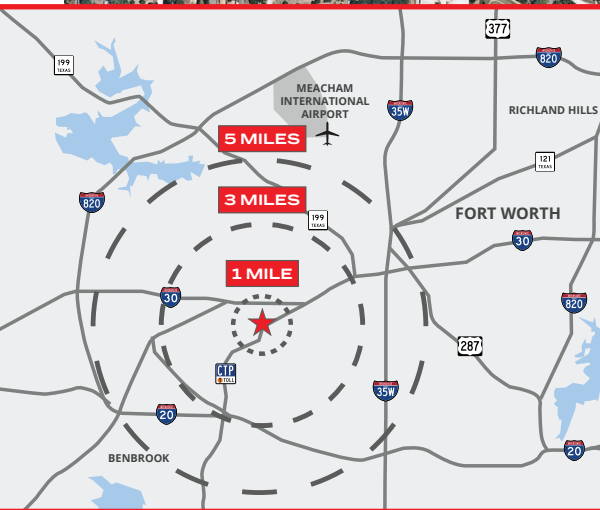 377
199
TEXAS
820
MEACHAM
INTERNATIONAL
AIRPORT
35W
RICHLAND HILLS
5 MILES
121
TEXAS
820
3 MILES
199
TEXAS
FORT WORTH
30
1 MILE
30
820
287
CTP
TOLL
35W
20
20
BENBROOK